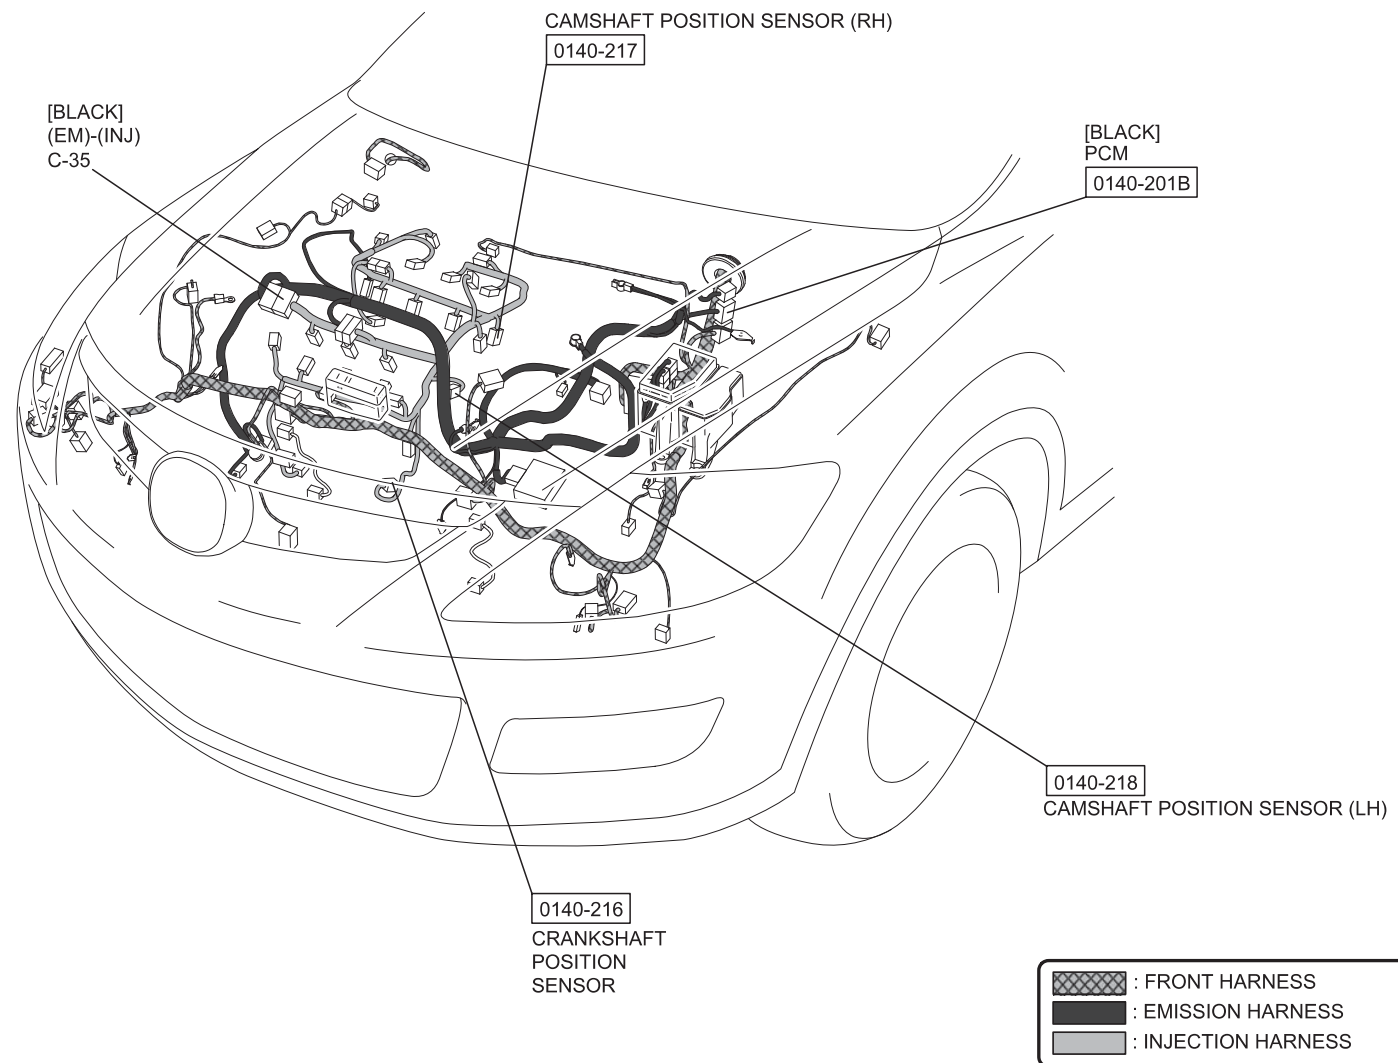 CAMSHAFT POSITION SENSOR (RH)
0140-217
[BLACK]
(EM)-(INJ)
C-35
[BLACK]
PCM
0140-201B
0140-218
CAMSHAFT POSITION SENSOR (LH)
0140-216
CRANKSHAFT
POSITION
SENSOR
: FRONT HARNESS
: EMISSION HARNESS
: INJECTION HARNESS